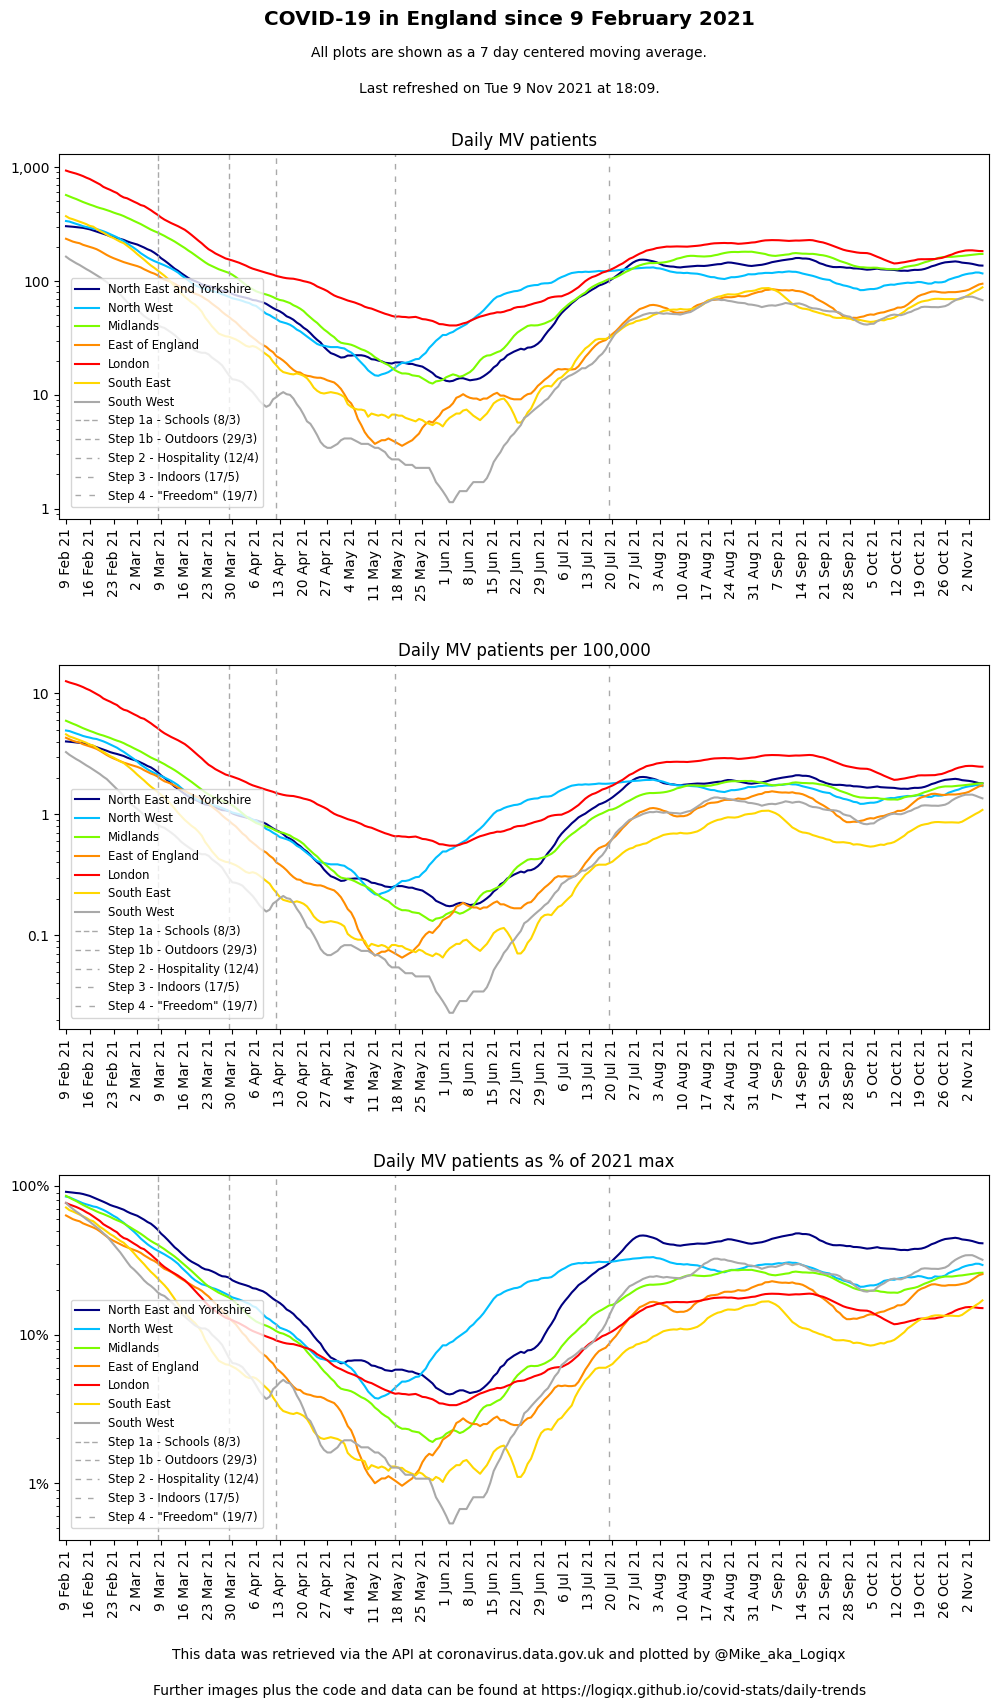 COVID-19 in England since 9 February 2021
All plots are shown as a 7 day centered moving average.
Last refreshed on Tue 9 Nov 2021 at 18:09.
Daily MV patients
1,000
100
10
1
North East and Yorkshire
North West
Midlands
East of England
London
South East
South West
Step 1a - Schools (8/3)
Step 1b - Outdoors (29/3)
Step 2 - Hospitality (12/4)
Step 3 - Indoors (17/5)
Step 4 - "Freedom" (19/7)
9 Feb 21
16 Feb 21
23 Feb 21
2 Mar 21
9 Mar 21
16 Mar 21
23 Mar 21
30 Mar 21
6 Apr 21
13 Apr 21
20 Apr 21
27 Apr 21
4 May 21
11 May 21
18 May 21
25 May 21
1 Jun 21
8 Jun 21
15 Jun 21
22 Jun 21
29 Jun 21
6 Jul 21
13 Jul 21
20 Jul 21
27 Jul 21
3 Aug 21
10 Aug 21
17 Aug 21
24 Aug 21
31 Aug 21
7 Sep 21
14 Sep 21
21 Sep 21
28 Sep 21
5 Oct 21
12 Oct 21
19 Oct 21
26 Oct 21
2 Nov 21
Daily MV patients per 100,000
10
1
0.1
North East and Yorkshire
North West
Midlands
East of England
London
South East
South West
Step 1a - Schools (8/3)
Step 1b - Outdoors (29/3)
Step 2 - Hospitality (12/4)
Step 3 - Indoors (17/5)
Step 4 - "Freedom" (19/7)
9 Feb 21
16 Feb 21
23 Feb 21
2 Mar 21
9 Mar 21
16 Mar 21
23 Mar 21
30 Mar 21
6 Apr 21
13 Apr 21
20 Apr 21
27 Apr 21
4 May 21
11 May 21
18 May 21
25 May 21
1 Jun 21
8 Jun 21
15 Jun 21
22 Jun 21
29 Jun 21
6 Jul 21
13 Jul 21
20 Jul 21
27 Jul 21
3 Aug 21
10 Aug 21
17 Aug 21
24 Aug 21
31 Aug 21
7 Sep 21
14 Sep 21
21 Sep 21
28 Sep 21
5 Oct 21
12 Oct 21
19 Oct 21
26 Oct 21
2 Nov 21
Daily MV patients as % of 2021 max
100%
10%
1%
North East and Yorkshire
North West
Midlands
East of England
London
South East
South West
Step 1a - Schools (8/3)
Step 1b - Outdoors (29/3)
Step 2 - Hospitality (12/4)
Step 3 - Indoors (17/5)
Step 4 - "Freedom" (19/7)
9 Feb 21
16 Feb 21
23 Feb 21
2 Mar 21
9 Mar 21
16 Mar 21
23 Mar 21
30 Mar 21
6 Apr 21
13 Apr 21
20 Apr 21
27 Apr 21
4 May 21
11 May 21
18 May 21
25 May 21
1 Jun 21
8 Jun 21
15 Jun 21
22 Jun 21
29 Jun 21
6 Jul 21
13 Jul 21
20 Jul 21
27 Jul 21
3 Aug 21
10 Aug 21
17 Aug 21
24 Aug 21
31 Aug 21
7 Sep 21
14 Sep 21
21 Sep 21
28 Sep 21
5 Oct 21
12 Oct 21
19 Oct 21
26 Oct 21
2 Nov 21
This data was retrieved via the API at coronavirus.data.gov.uk and plotted by @Mike_aka_Logiqx
Further images plus the code and data can be found at https://logiqx.github.io/covid-stats/daily-trends